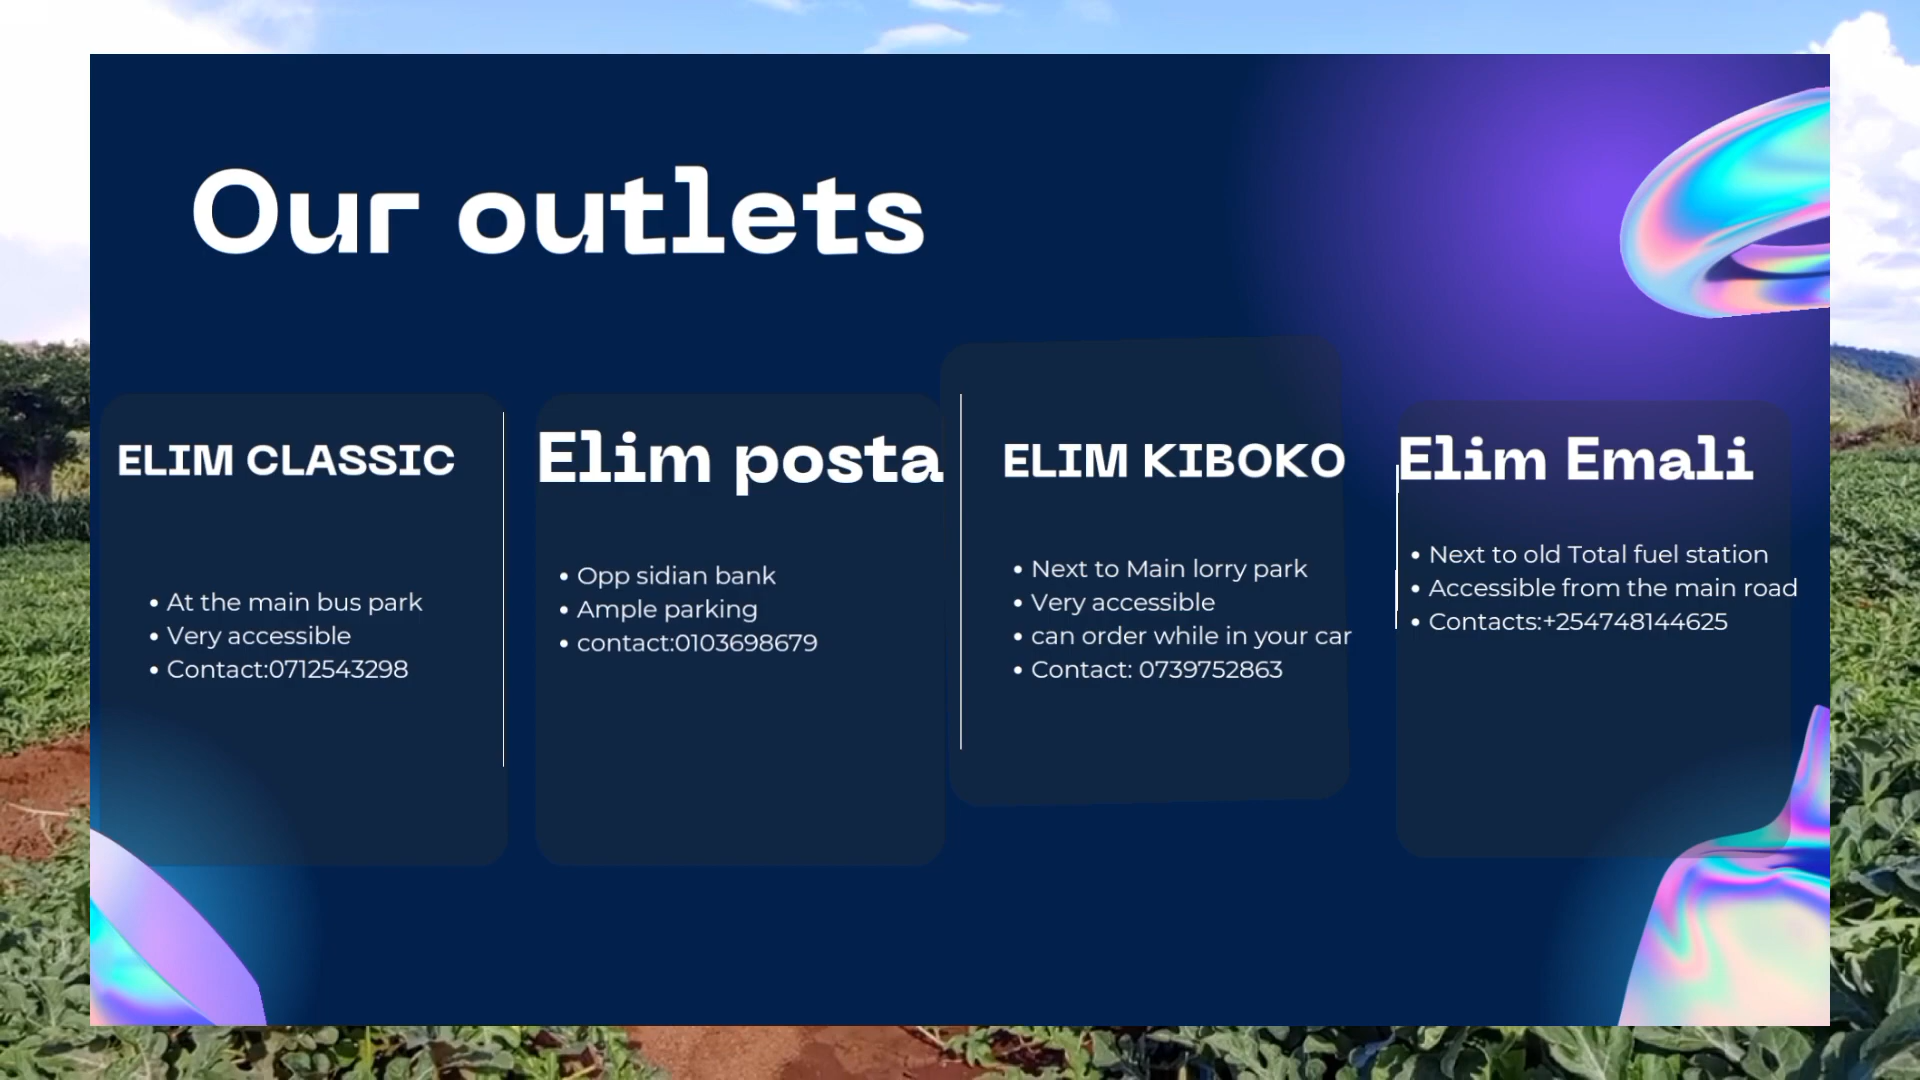 Our outlets
ELIM CLASSIC
• At the main bus park
• Very accessible
• Contact:0712543298
Elim posta
• Opp sidian bank
• Ample parking
• contact:0103698679
ELIM KIBOKO
• Next to Main lorry park
• Very accessible
• can order while in your car
• Contact: 0739752863
Elim Emali
• Next to old Total fuel station
• Accessible from the main road
• Contacts:+254748144625